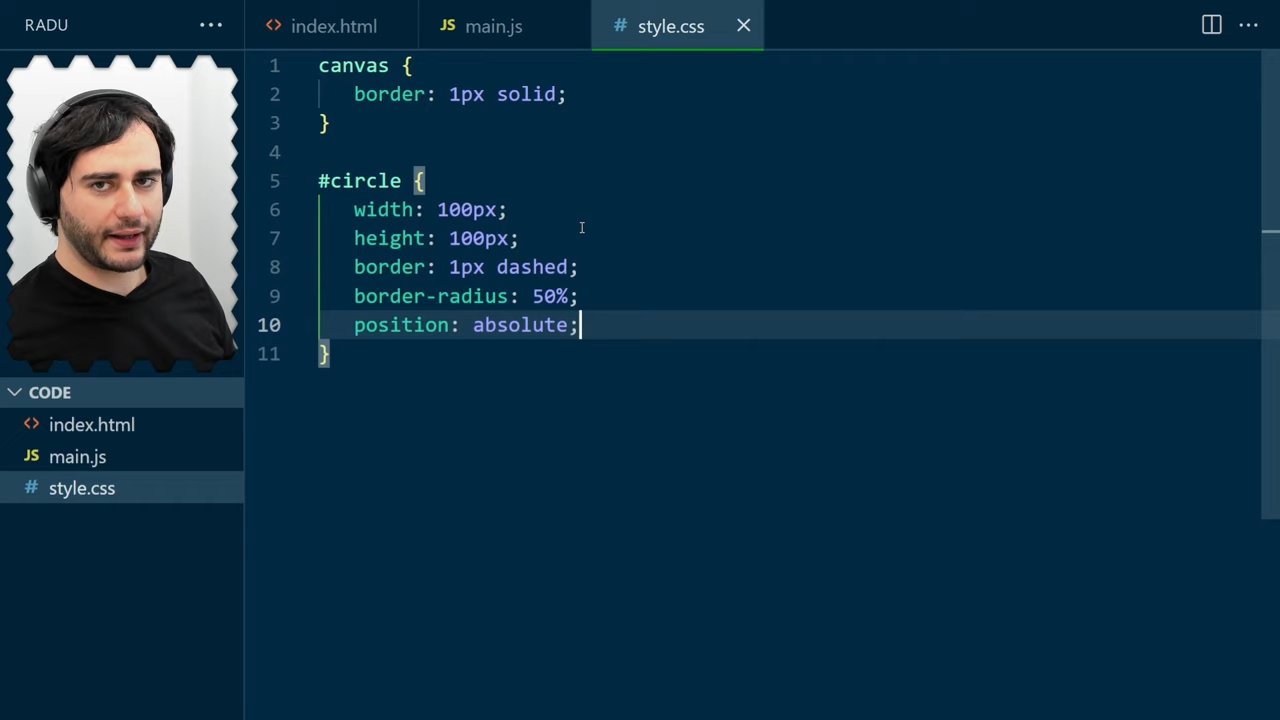 RADU ···
<> index.html
JS main.js
# style.css
1 canvas {
2 border: 1px solid;
3 }
4
5 #circle {
6 width: 100px;
7 height: 100px;
8 border: 1px dashed;
9 border-radius: 50%;
10 position: absolute;
11 }
CODE
<> index.html
JS main.js
# style.css